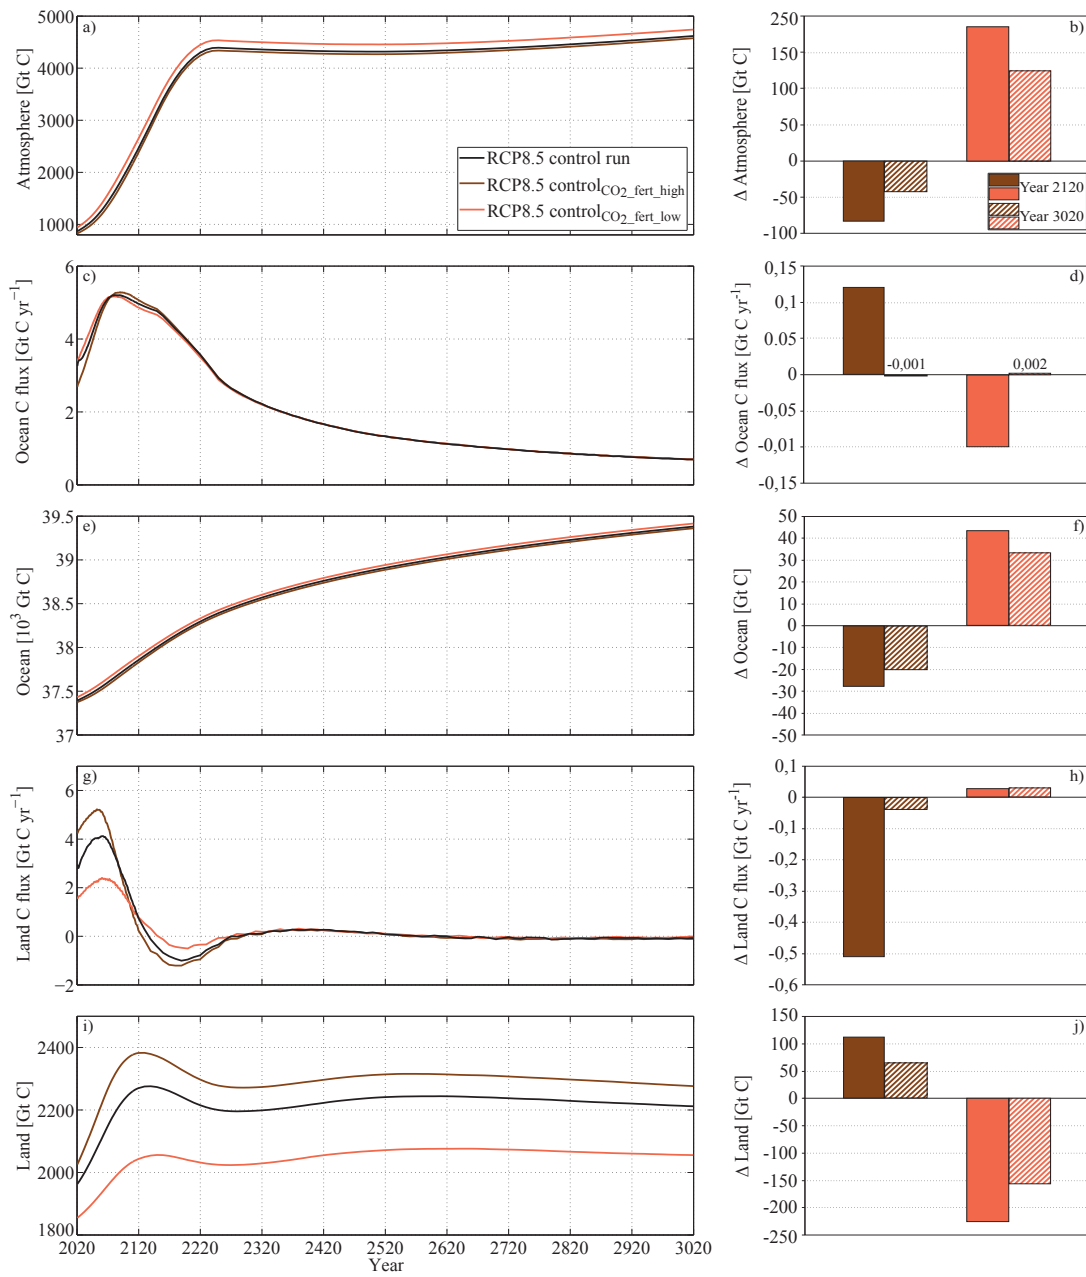 a)
Atmosphere [Gt C]
5000
4000
3000
2000
1000
RCP8.5 control run
RCP8.5 controlCO2_fert_high
RCP8.5 controlCO2_fert_low
b)
Δ Atmosphere [Gt C]
250
200
150
100
50
0
-50
-100
Year 2120
Year 3020
c)
Ocean C flux [Gt C yr−1]
6
4
2
0
d)
Δ Ocean C flux [Gt C yr-1]
0,15
0,1
0,05
0
-0,05
-0,01
-0,15
-0,001
0,002
e)
Ocean [10³ Gt C]
39.5
39
38.5
38
37.5
37
f)
Δ Ocean [Gt C]
50
40
30
20
10
0
-10
-20
-30
-40
-50
g)
Land C flux [Gt C yr−1]
6
4
2
0
−2
h)
Δ Land C flux [Gt C yr-1]
0,1
0
-0,1
-0,2
-0,3
-0,4
-0,5
-0,6
i)
Land [Gt C]
2400
2200
2000
1800
2020 2120 2220 2320 2420 2520 2620 2720 2820 2920 3020
Year
j)
Δ Land [Gt C]
150
100
50
0
-50
-100
-150
-200
-250